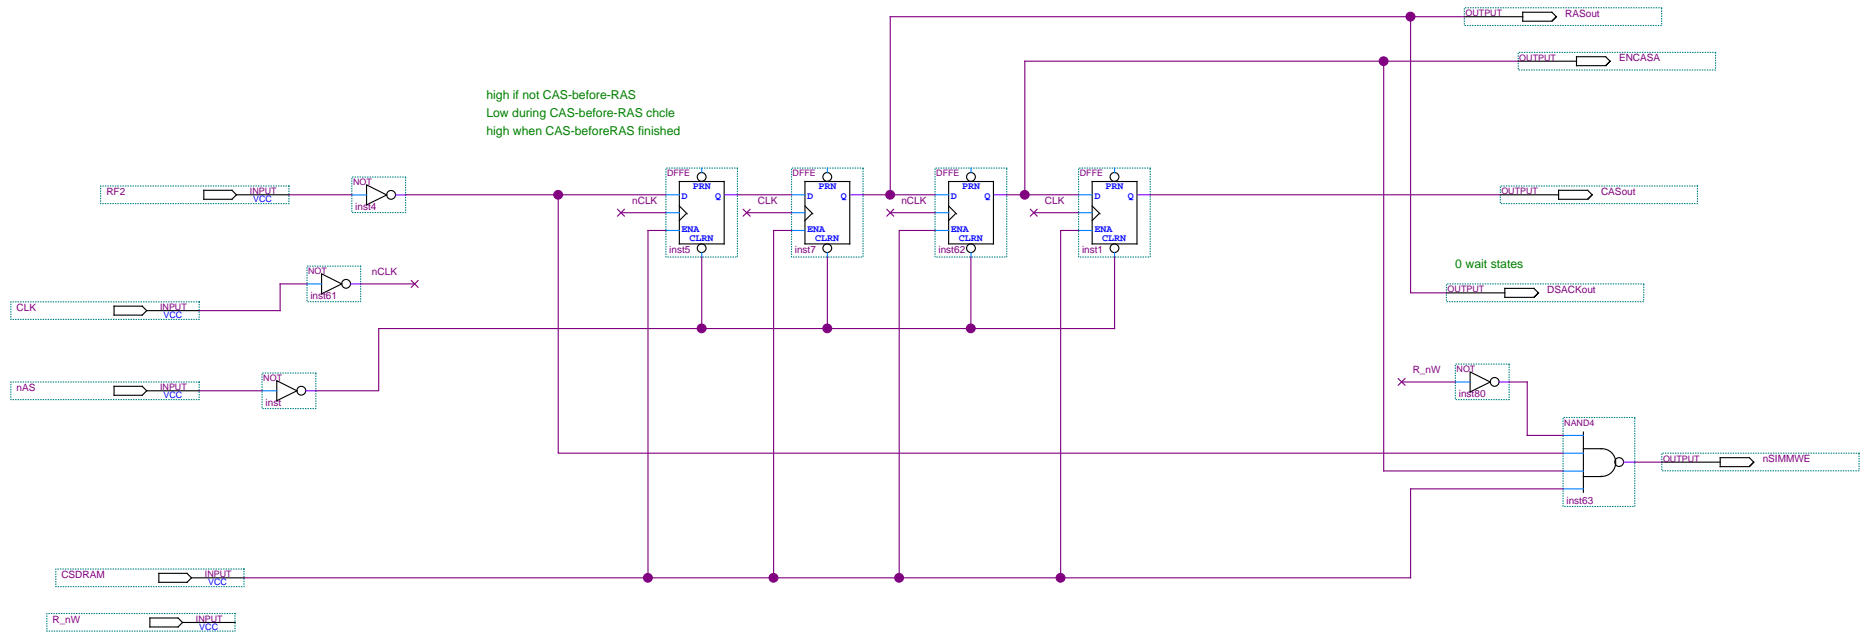 OUTPUT RASout
OUTPUT ENCASA
high if not CAS-before-RAS
Low during CAS-before-RAS chcle
high when CAS-beforeRAS finished
RF2 INPUT VCC
NOT inst4
DFFE PRN D Q nCLK ENA CLRN inst5
DFFE PRN D Q CLK ENA CLRN inst7
DFFE PRN D Q nCLK ENA CLRN inst62
DFFE PRN D Q CLK ENA CLRN inst1
OUTPUT CASout
NOT nCLK inst61
0 wait states
OUTPUT DSACKout
CLK INPUT VCC
nAS INPUT VCC
NOT inst
R_nW NOT inst80
NAND4 inst63
OUTPUT nSIMMWE
CSDRAM INPUT VCC
R_nW INPUT VCC